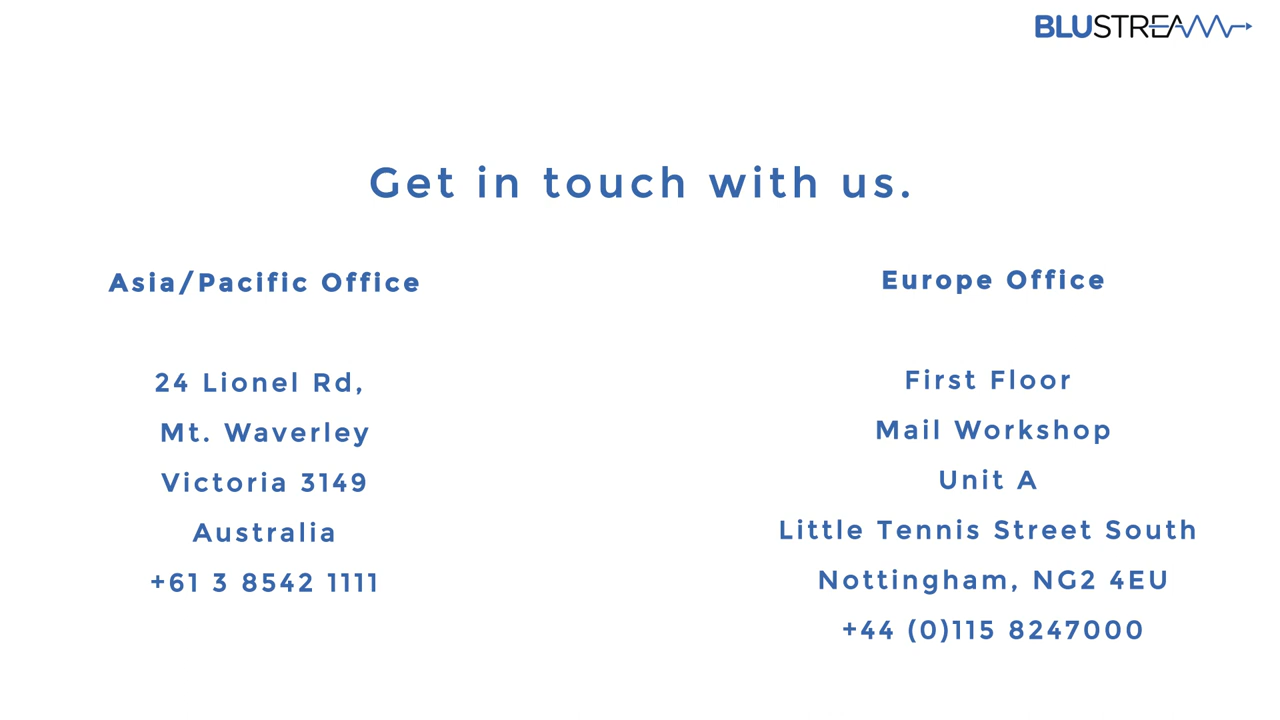 BLUSTREAM
Get in touch with us.
Asia/Pacific Office
24 Lionel Rd,
Mt. Waverley
Victoria 3149
Australia
+61 3 8542 1111
Europe Office
First Floor
Mail Workshop
Unit A
Little Tennis Street South
Nottingham, NG2 4EU
+44 (0)115 8247000